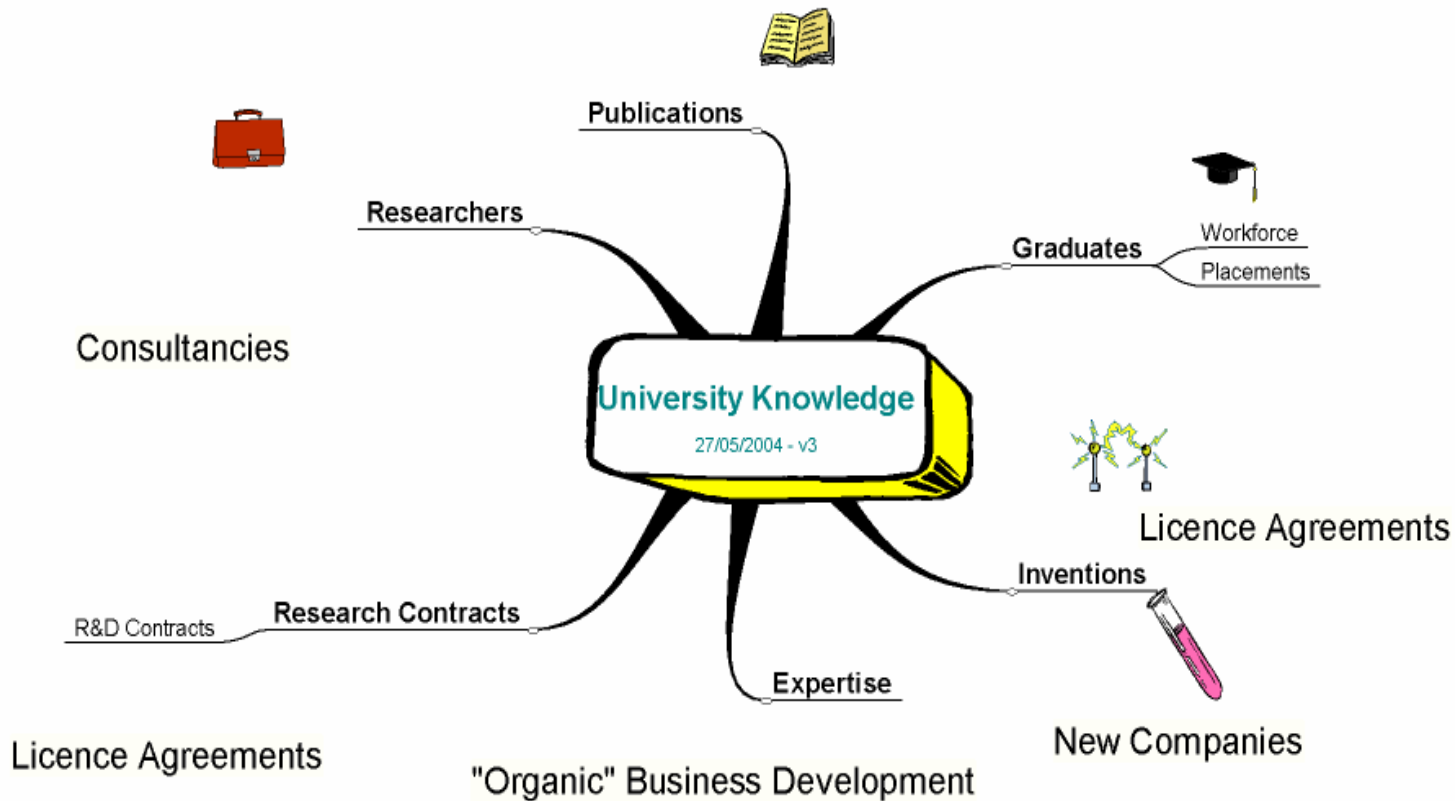 Publications
Researchers
Graduates
Workforce
Placements
Consultancies
University Knowledge
27/05/2004 - v3
Licence Agreements
Inventions
R&D Contracts
Research Contracts
Expertise
New Companies
Licence Agreements
"Organic" Business Development